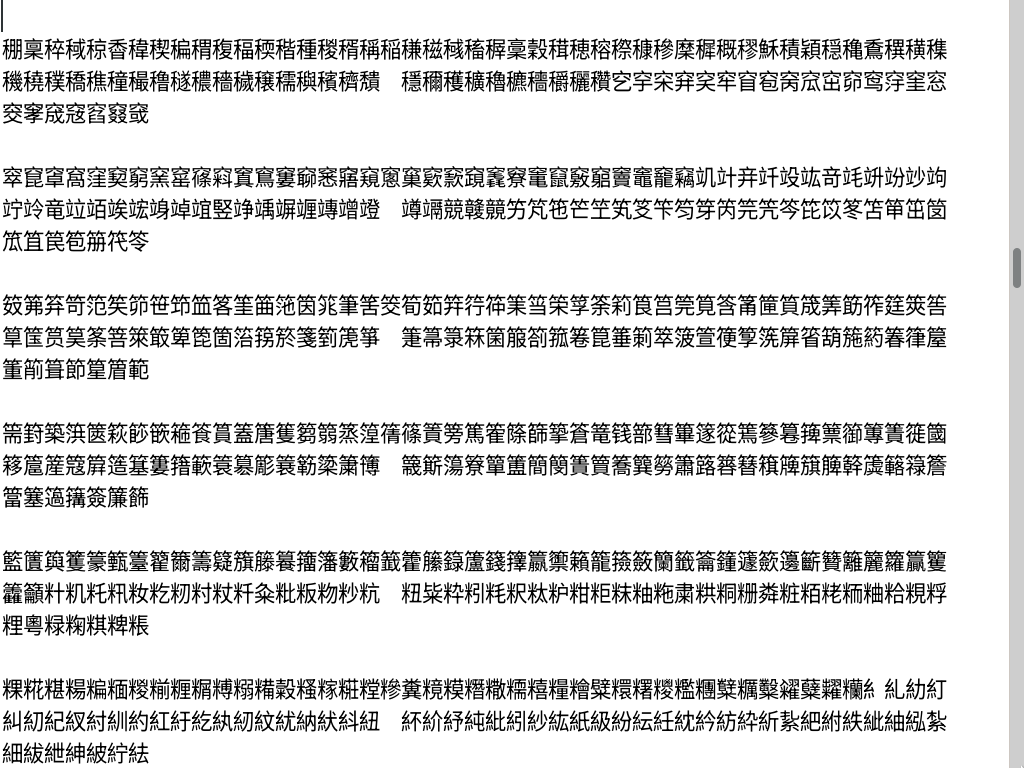 稝稟稡稢稤稥稦稧稨稩稪稫稬稭種稯稰稱稲稴稵稶稸稺稾穀穁穂穃穄穅穇穈穉穊穋穌積穎穏穐穒穓穔穕
穖穘穙穚穛穜穝穞穟穠穡穢穣穤穥穦穧穨 穩穪穫穬穭穮穯穱穲穳穵穻穼穽穾窂窅窇窉窊窋窌窎窏窐窓
窔窙窚窛窞窡窢
窣窤窧窩窪窫窮窯窰窱窲窴窵窶窷窸窹窺窻窼窽窾竀竁竂竃竄竅竆竇竈竉竊竌竍竎竏竐竑竒竓竔竕竗竘
竚竛竜竝竡竢竤竧竨竩竪竫竬竮竰竱竲竳 竴竵競竷竸竻竼竾笀笁笂笅笇笉笌笍笎笐笒笓笖笗笘笚笜笝
笟笡笢笣笧笩笭
笯笰笲笴笵笶笷笹笻笽笿筀筁筂筃筄筆筈筊筍筎筓筕筗筙筜筞筟筡筣筤筥筦筧筨筩筪筫筬筭筯筰筳筴筶
筸筺筼筽筿箁箂箃箄箆箇箈箉箊箋箌箎箏 箑箒箓箖箘箙箚箛箞箟箠箣箤箥箮箯箰箲箳箵箶箷箹箺箻箼
箽箾箿節篂篃範
篅篈築篊篋篍篎篏篐篒篔篕篖篗篘篛篜篞篟篠篢篣篤篧篨篩篫篬篭篯篰篲篳篴篵篶篸篹篺篻篽篿簀簁簂
簃簄簅簆簈簉簊簍簎簐簑簒簓簔簕簗簘簙 簚簛簜簝簞簠簡簢簣簤簥簨簩簫簬簭簮簯簰簱簲簳簴簵簶簷
簹簺簻簼簽簾籂
籃籄籅籆籇籈籉籊籋籌籎籏籐籑籒籓籔籕籖籗籘籙籚籛籜籝籞籟籠籡籢籣籤籥籦籧籨籩籪籫籬籭籮籯籰
籱籲籵籶籷籸籹籺籾籿粀粁粂粃粄粅粆粇 粈粊粋粌粍粎粏粐粓粔粖粙粚粛粠粡粣粦粧粨粩粫粬粭粯粰
粴粵粶粷粸粺粻
粿糀糂糃糄糆糉糋糎糏糐糑糒糓糔糘糚糛糝糞糡糢糣糤糥糦糧糩糪糫糬糭糮糰糱糲糳糴糵糶糷糹糺糼糽
糾糿紀紁紂紃約紅紆紇紈紉紋紌納紎紏紐 紑紒紓純紕紖紗紘紙級紛紜紝紞紟紡紣紤紥紦紨紩紪紬紭紮
細紱紲紳紴紵紶